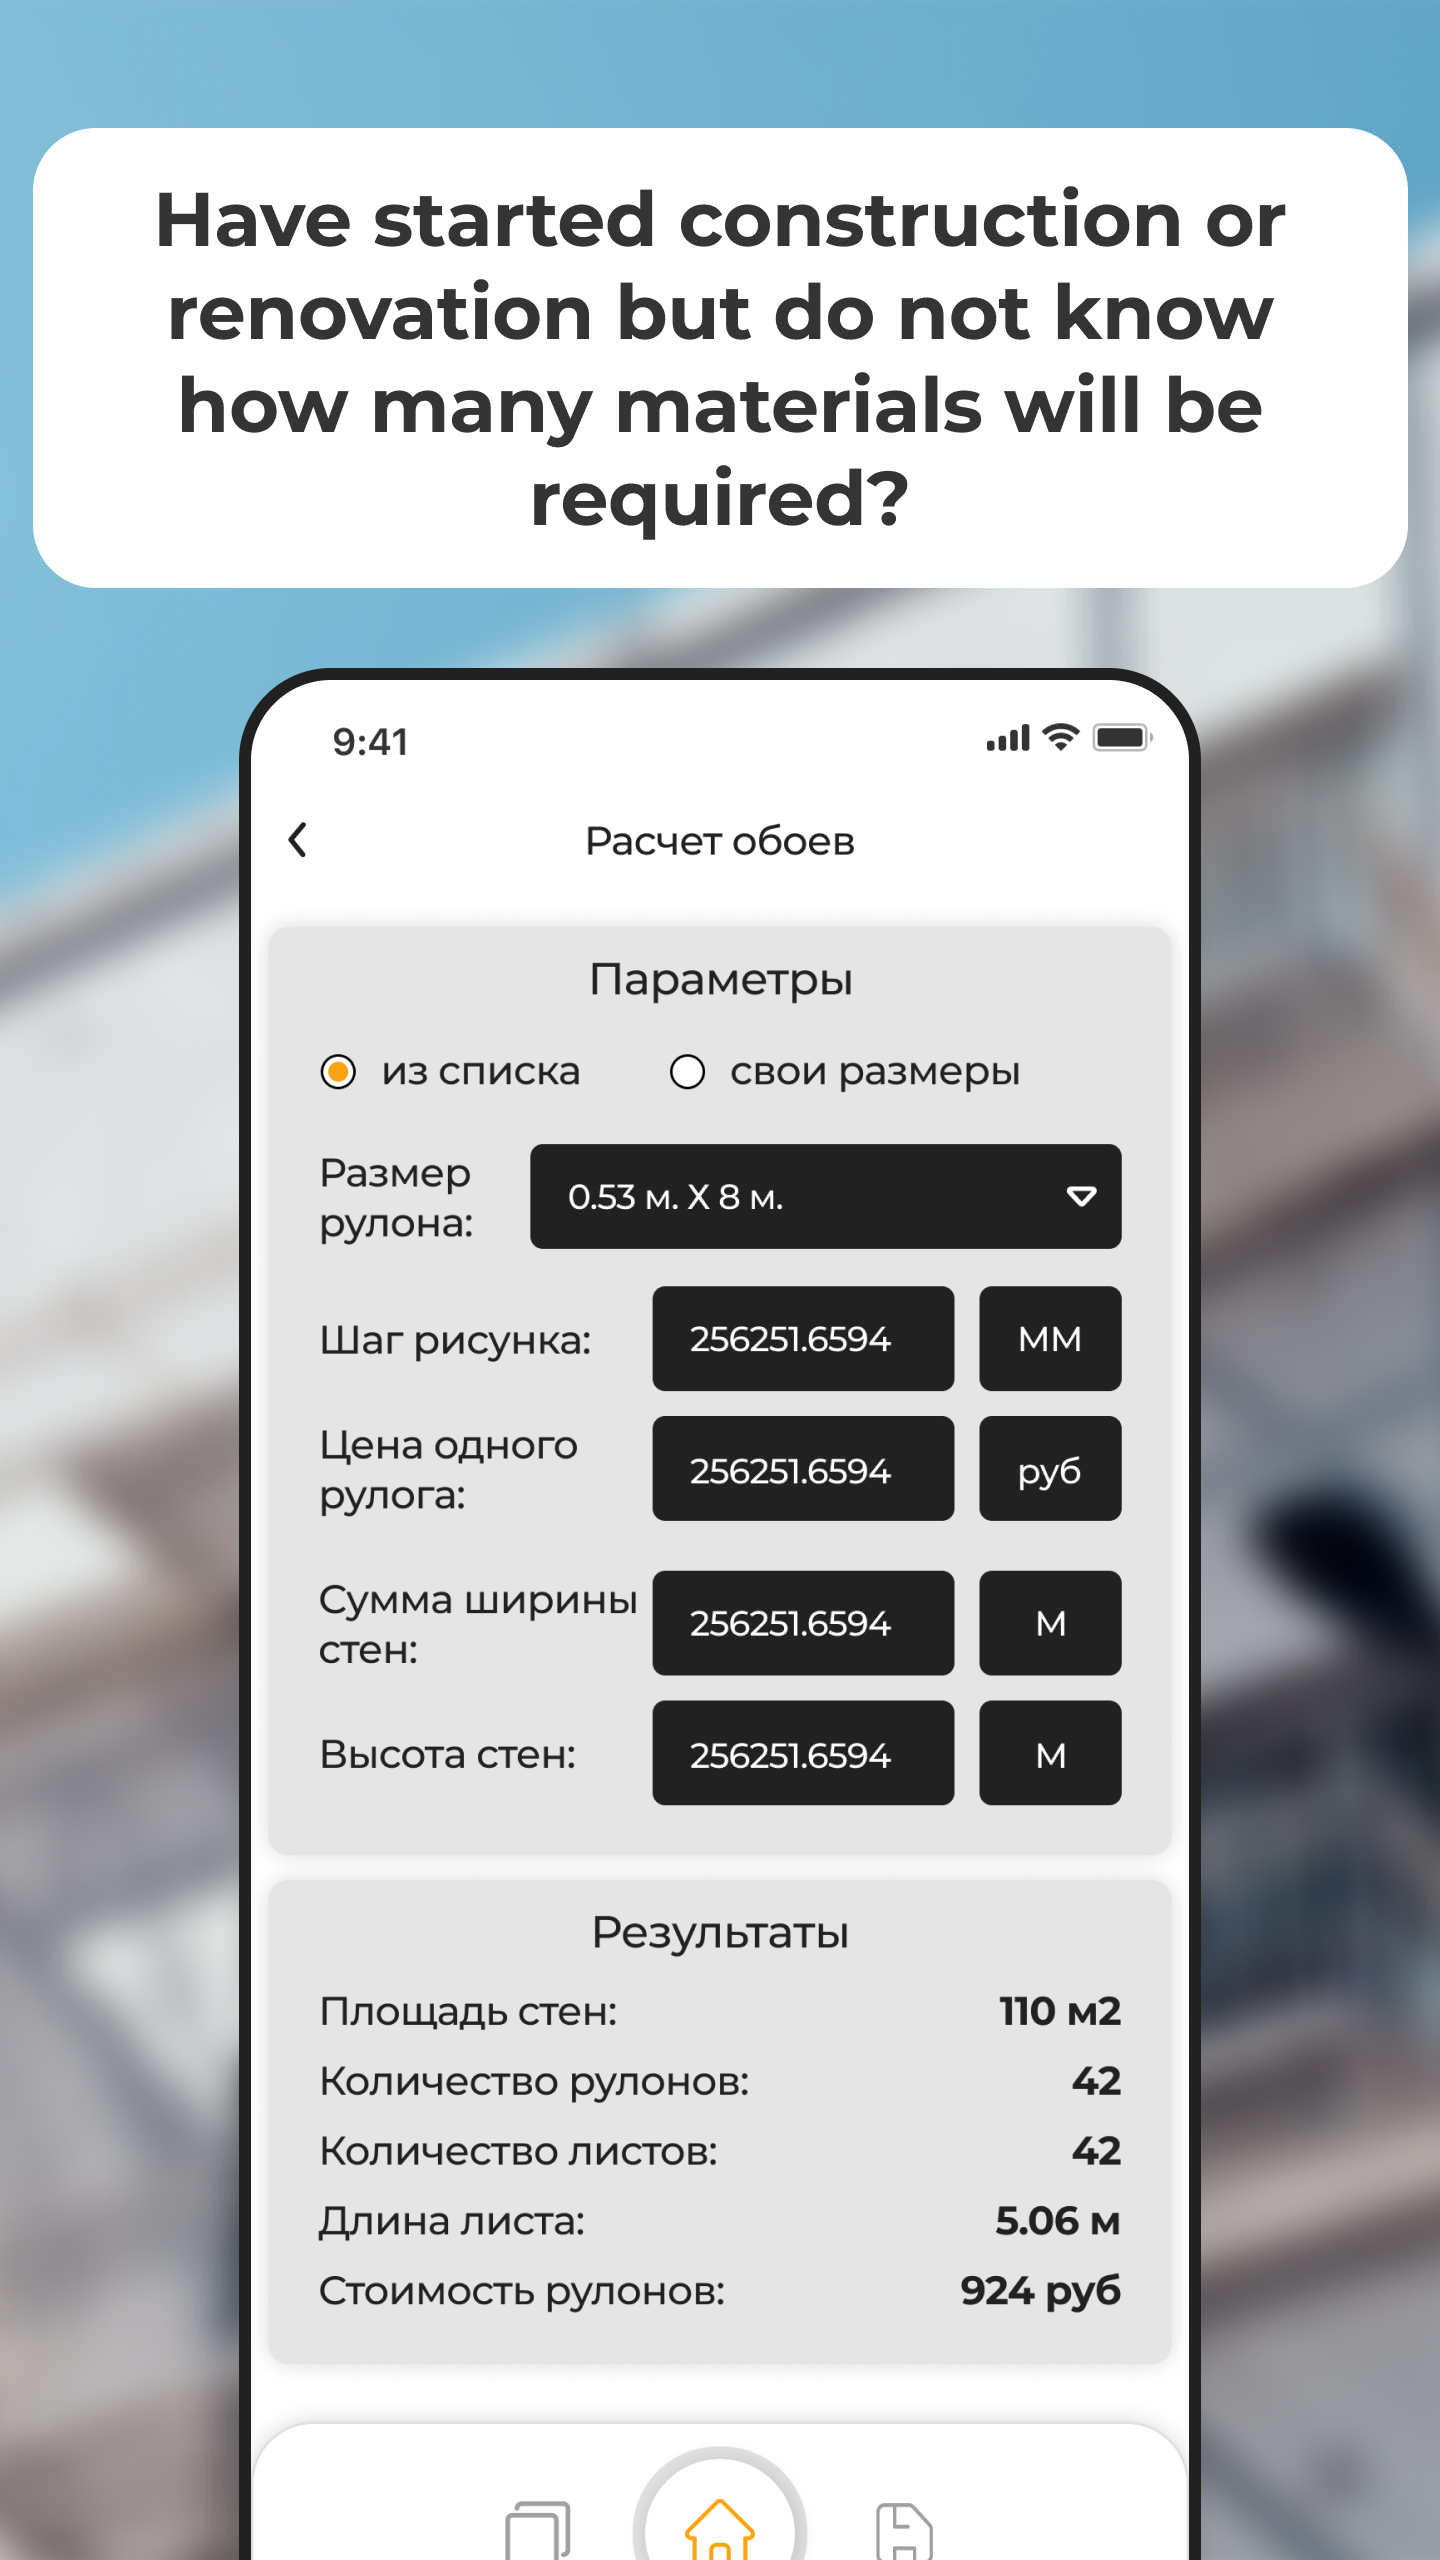 Have started construction or
renovation but do not know
how many materials will be
required?
9:41
Расчет обоев
Параметры
из списка свои размеры
Размер
рулона:
0.53 м. X 8 м.
Шаг рисунка: 256251.6594 ММ
Цена одного
рулога:
256251.6594 руб
Сумма ширины
стен:
256251.6594 М
Высота стен: 256251.6594 М
Результаты
Площадь стен: 110 м2
Количество рулонов: 42
Количество листов: 42
Длина листа: 5.06 м
Стоимость рулонов: 924 руб